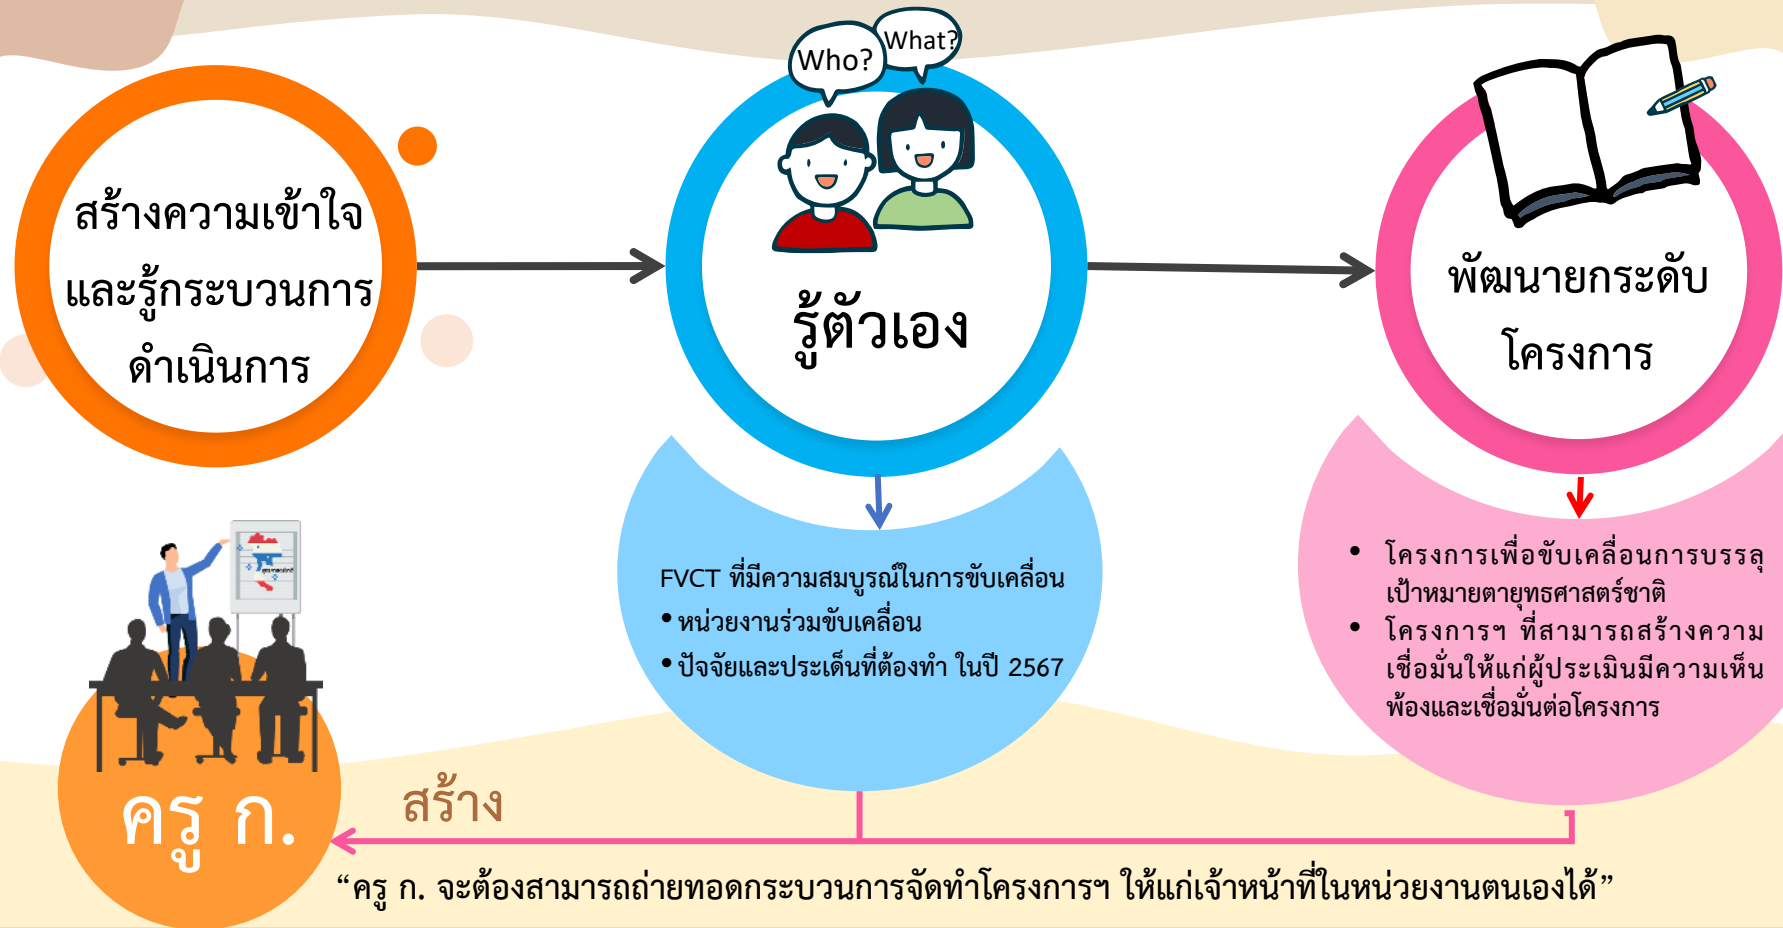 Who?
What?
สร้างความเข้าใจ
และรู้กระบวนการ
ดำเนินการ
รู้ตัวเอง
พัฒนายกระดับ
โครงการ
FVCT ที่มีความสมบูรณ์ในการขับเคลื่อน
• หน่วยงานร่วมขับเคลื่อน
• ปัจจัยและประเด็นที่ต้องทำ ในปี 2567
• โครงการเพื่อขับเคลื่อนการบรรลุ
เป้าหมายตายุทธศาสตร์ชาติ
• โครงการฯ ที่สามารถสร้างความ
เชื่อมั่นให้แก่ผู้ประเมินมีความเห็น
พ้องและเชื่อมั่นต่อโครงการ
สร้าง
ครู ก.
“ครู ก. จะต้องสามารถถ่ายทอดกระบวนการจัดทำโครงการฯ ให้แก่เจ้าหน้าที่ในหน่วยงานตนเองได้”